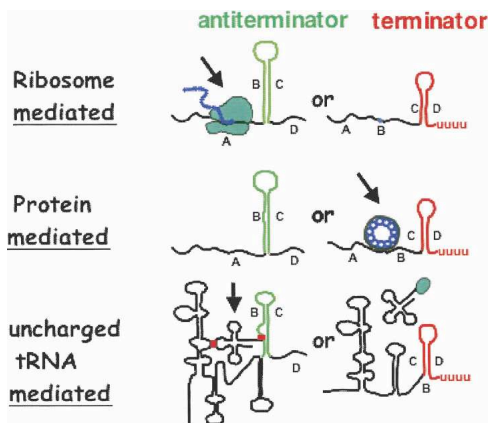 antiterminator terminator
Ribosome
mediated
B C
or
C D
uuuu
A
D
A
B
Protein
mediated
B C
or
C D
uuuu
A
D
A
B
uncharged
tRNA
mediated
B C
or
D
C D
uuuu
B